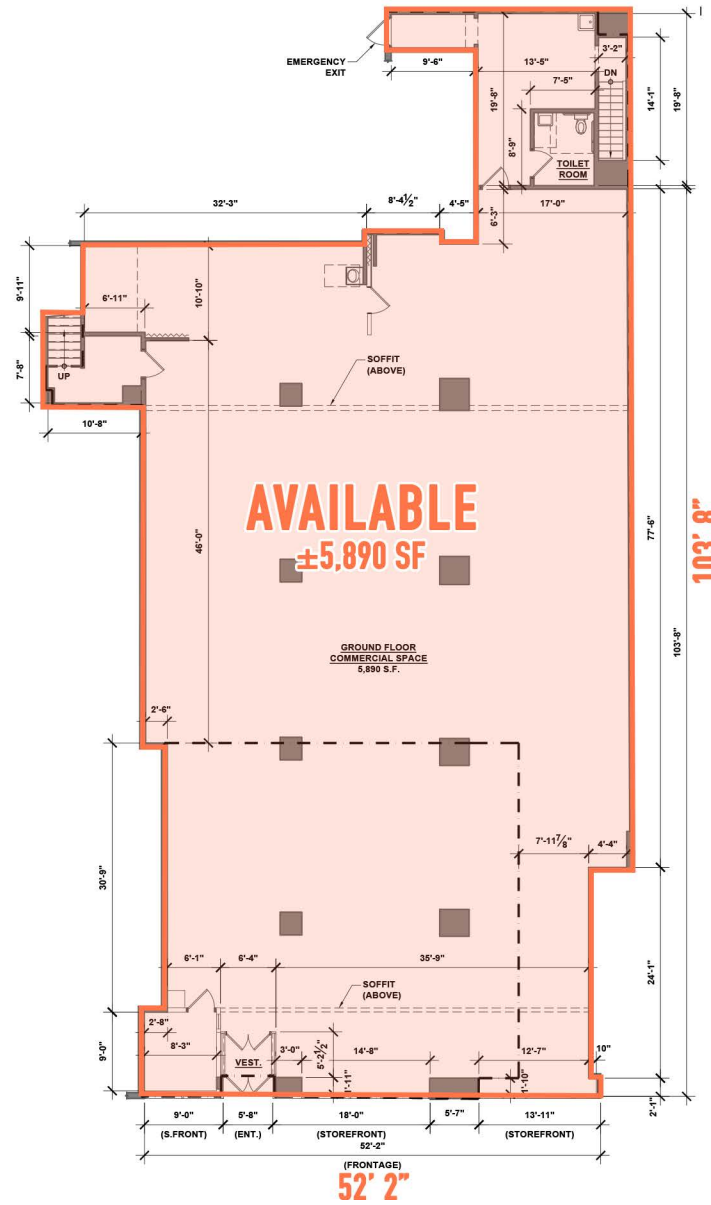 EMERGENCY
EXIT
9'-6"
13'-5"
3'-2"
DN
7'-5"
19'-8"
14'-1"
19'-8"
8'-9"
TOILET
ROOM
32'-3"
8'-4½"
4'-5"
17'-0"
6'-3"
9'-11"
10'-10"
6'-11"
7'-8"
UP
SOFFIT
(ABOVE)
10'-8"
AVAILABLE
±5,890 SF
46'-0"
77'-6"
103' 8"
GROUND FLOOR
COMMERCIAL SPACE
5,890 S.F.
103'-8"
2'-6"
7'-11⅞"
4'-4"
30'-9"
6'-1"
6'-4"
35'-9"
24'-1"
SOFFIT
(ABOVE)
2'-8"
8'-3"
9'-0"
VEST.
5'-2½"
3'-0"
14'-8"
12'-7"
10"
1'-11"
1'-10"
2'-1"
9'-0"
5'-8"
18'-0"
5'-7"
13'-11"
(S.FRONT)
(ENT.)
(STOREFRONT)
(STOREFRONT)
52'-2"
(FRONTAGE)
52' 2"